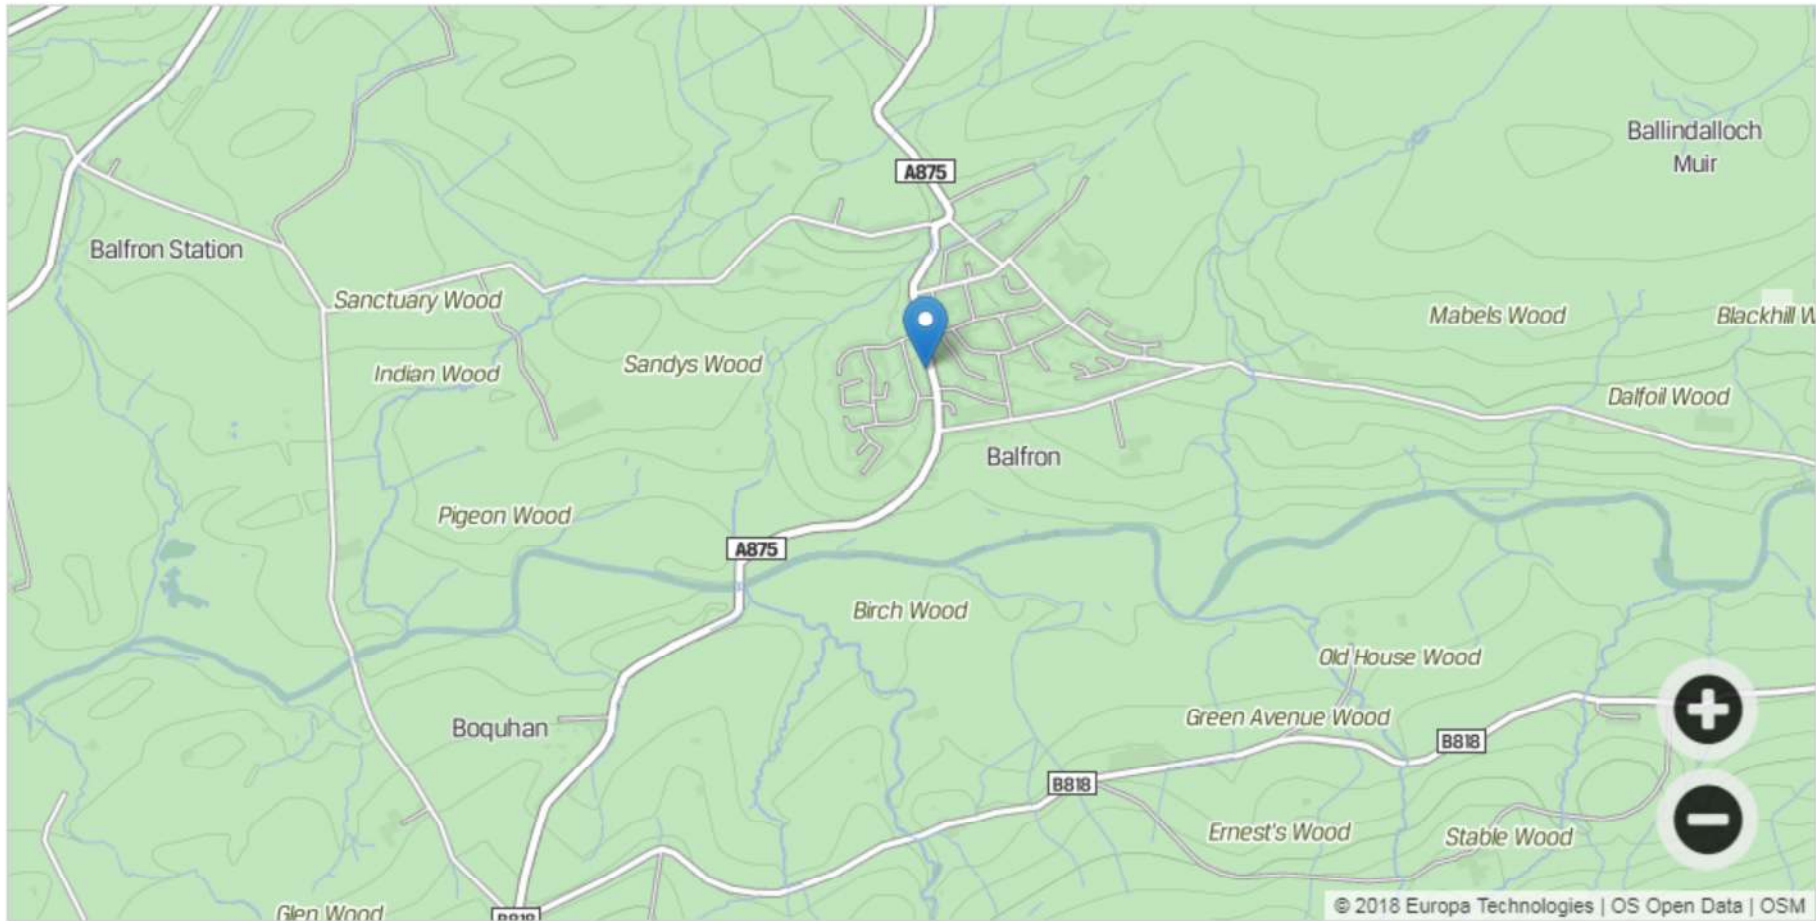 A875
Ballindalloch
Muir
Balfron Station
Sanctuary Wood
Mabels Wood
Blackhill W
Sandys Wood
Indian Wood
Dalfoil Wood
Balfron
Pigeon Wood
A875
Birch Wood
Old House Wood
Green Avenue Wood
Boquhan
B818
B818
Ernest's Wood
Stable Wood
Glen Wood
B818
© 2018 Europa Technologies | OS Open Data | OSM